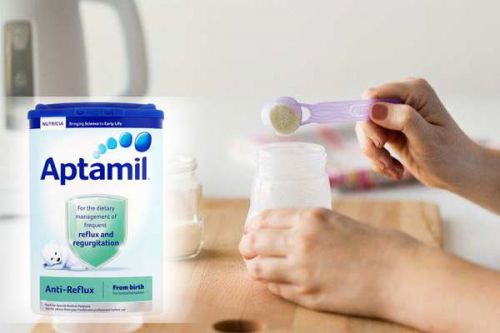 NUTRICIA Bringing Science to Early Life
Aptamil
For the dietary
management of
frequent
reflux and
regurgitation
Anti-Reflux
From birth